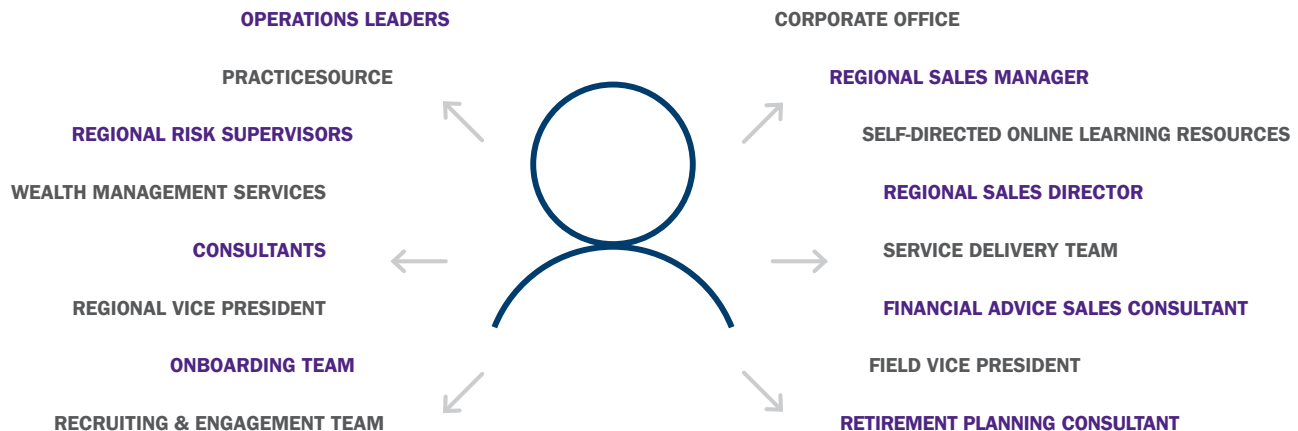 OPERATIONS LEADERS
PRACTICESOURCE
REGIONAL RISK SUPERVISORS
WEALTH MANAGEMENT SERVICES
CONSULTANTS
REGIONAL VICE PRESIDENT
ONBOARDING TEAM
RECRUITING & ENGAGEMENT TEAM
CORPORATE OFFICE
REGIONAL SALES MANAGER
SELF-DIRECTED ONLINE LEARNING RESOURCES
REGIONAL SALES DIRECTOR
SERVICE DELIVERY TEAM
FINANCIAL ADVICE SALES CONSULTANT
FIELD VICE PRESIDENT
RETIREMENT PLANNING CONSULTANT